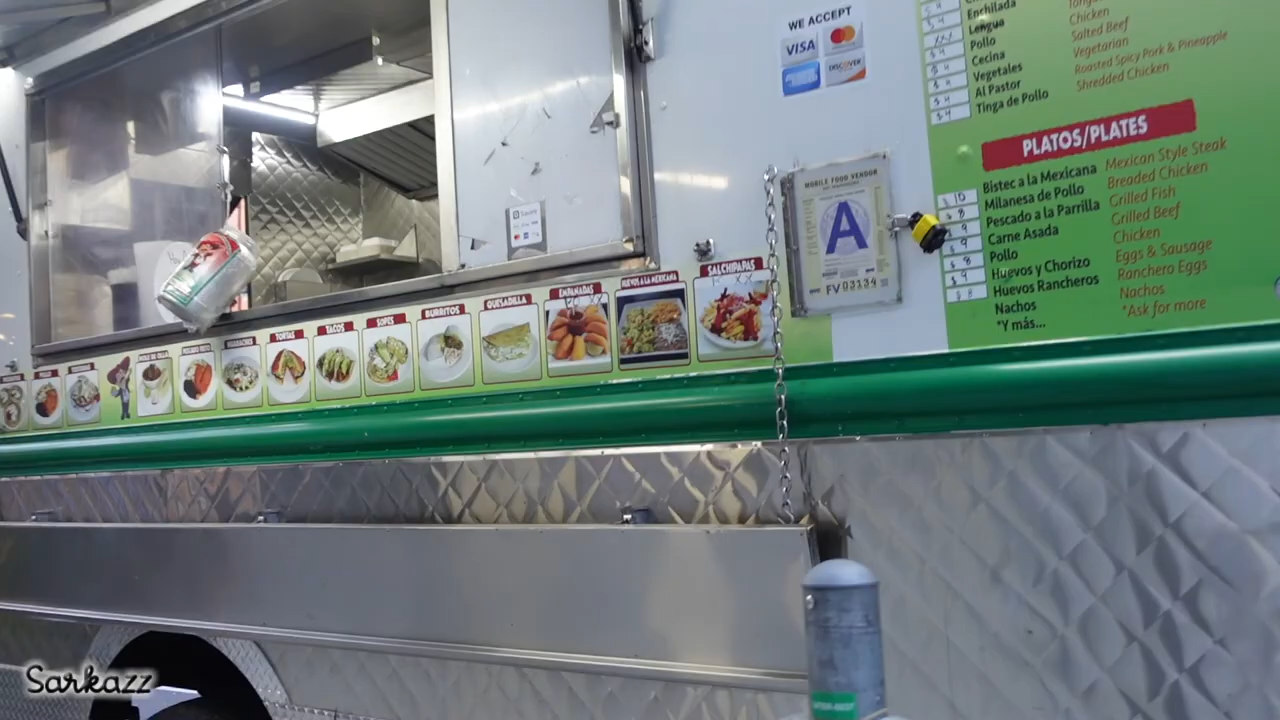 WE ACCEPT
VISA
DISCOVER
Enchilada
Lengua
Pollo Chicken
Cecina Salted Beef
Vegetales Vegetarian
Al Pastor Roasted Spicy Pork & Pineapple
Tinga de Pollo Shredded Chicken
PLATOS/PLATES
$ 10 Bistec a la Mexicana Mexican Style Steak
$ 8 Milanesa de Pollo Breaded Chicken
Pescado a la Parrilla Grilled Fish
Carne Asada Grilled Beef
Pollo Chicken
Huevos y Chorizo Eggs & Sausage
Huevos Rancheros Ranchero Eggs
Nachos Nachos
*Y más... *Ask for more
MOBILE FOOD VENDOR
A
FV03134
HUARACHES
TORTAS
TACOS
SOPES
BURRITOS
QUESADILLA
EMPANADAS
HUEVOS A LA MEXICANA
SALCHIPAPAS
Sarkazz